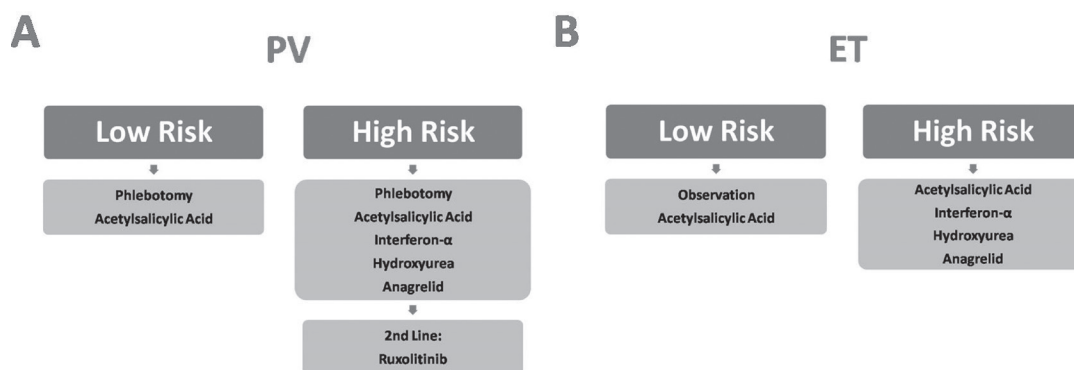 A
PV
Low Risk
Phlebotomy
Acetylsalicylic Acid
High Risk
Phlebotomy
Acetylsalicylic Acid
Interferon-α
Hydroxyurea
Anagrelid
2nd Line:
Ruxolitinib
B
ET
Low Risk
Observation
Acetylsalicylic Acid
High Risk
Acetylsalicylic Acid
Interferon-α
Hydroxyurea
Anagrelid